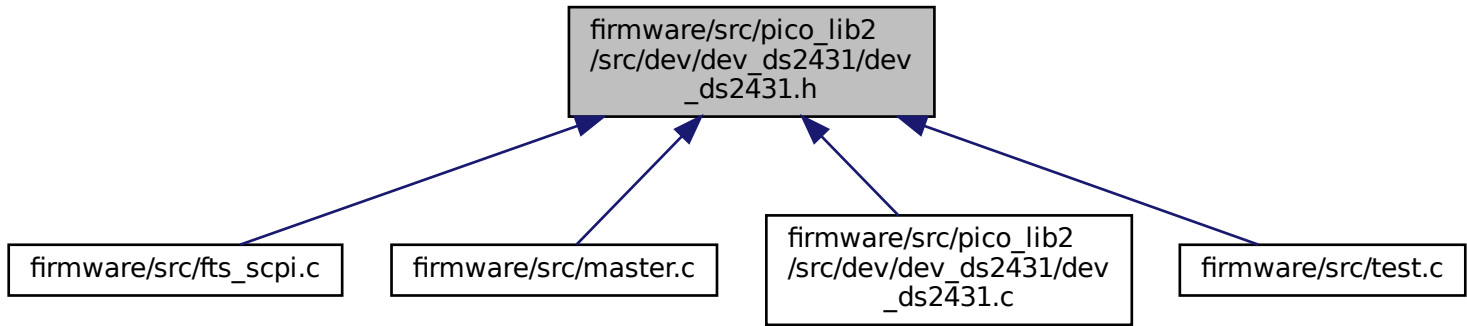 firmware/src/pico_lib2
/src/dev/dev_ds2431/dev
_ds2431.h
firmware/src/fts_scpi.c
firmware/src/master.c
firmware/src/pico_lib2
/src/dev/dev_ds2431/dev
_ds2431.c
firmware/src/test.c